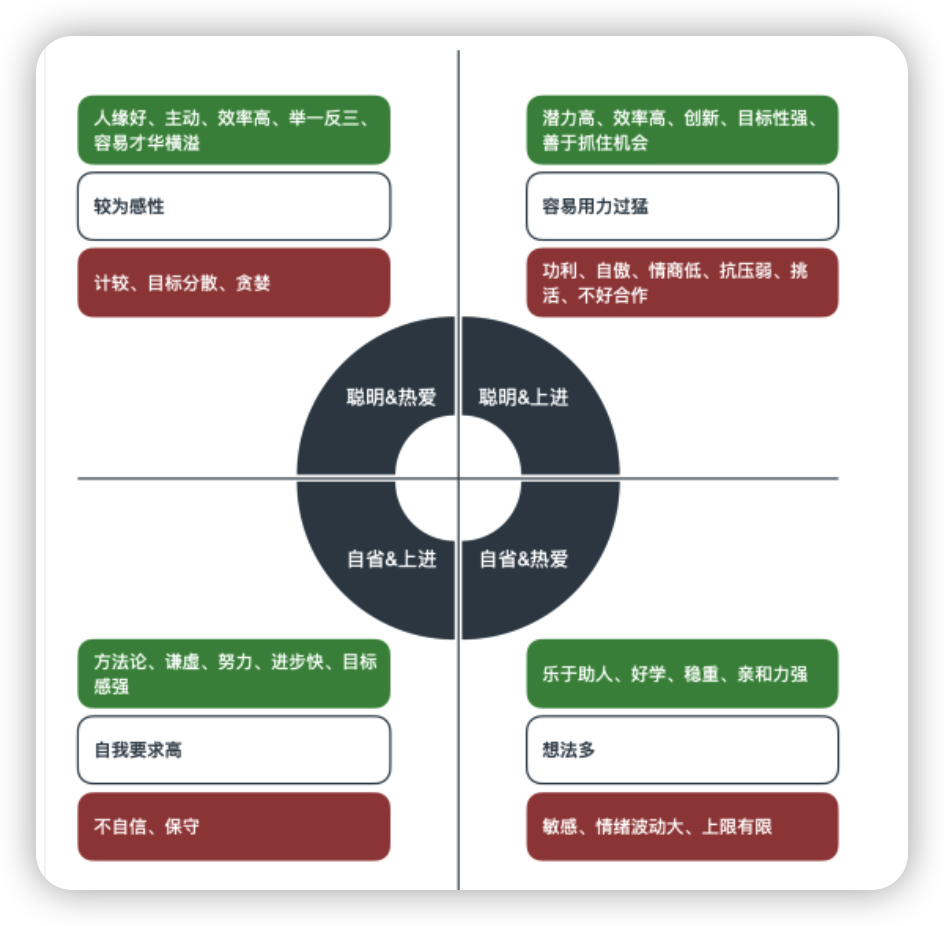 人缘好、主动、效率高、举一反三、
容易才华横溢
较为感性
计较、目标分散、贪婪
潜力高、效率高、创新、目标性强、
善于抓住机会
容易用力过猛
功利、自傲、情商低、抗压弱、挑
活、不好合作
聪明&热爱
聪明&上进
自省&上进
自省&热爱
方法论、谦虚、努力、进步快、目标
感强
自我要求高
不自信、保守
乐于助人、好学、稳重、亲和力强
想法多
敏感、情绪波动大、上限有限